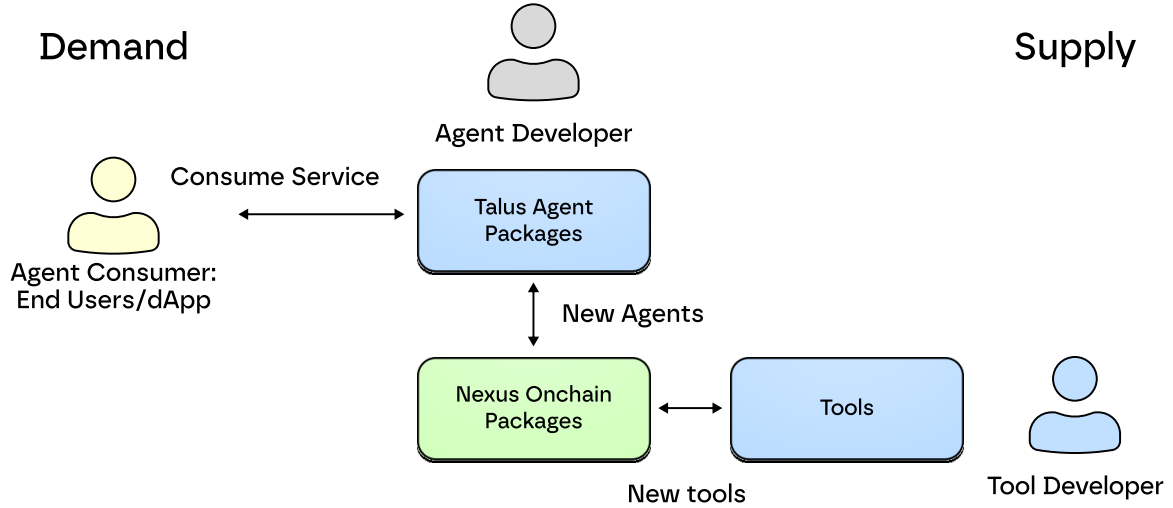 Demand
Supply
Agent Developer
Consume Service
Talus Agent
Packages
Agent Consumer:
End Users/dApp
New Agents
Nexus Onchain
Packages
Tools
Tool Developer
New tools